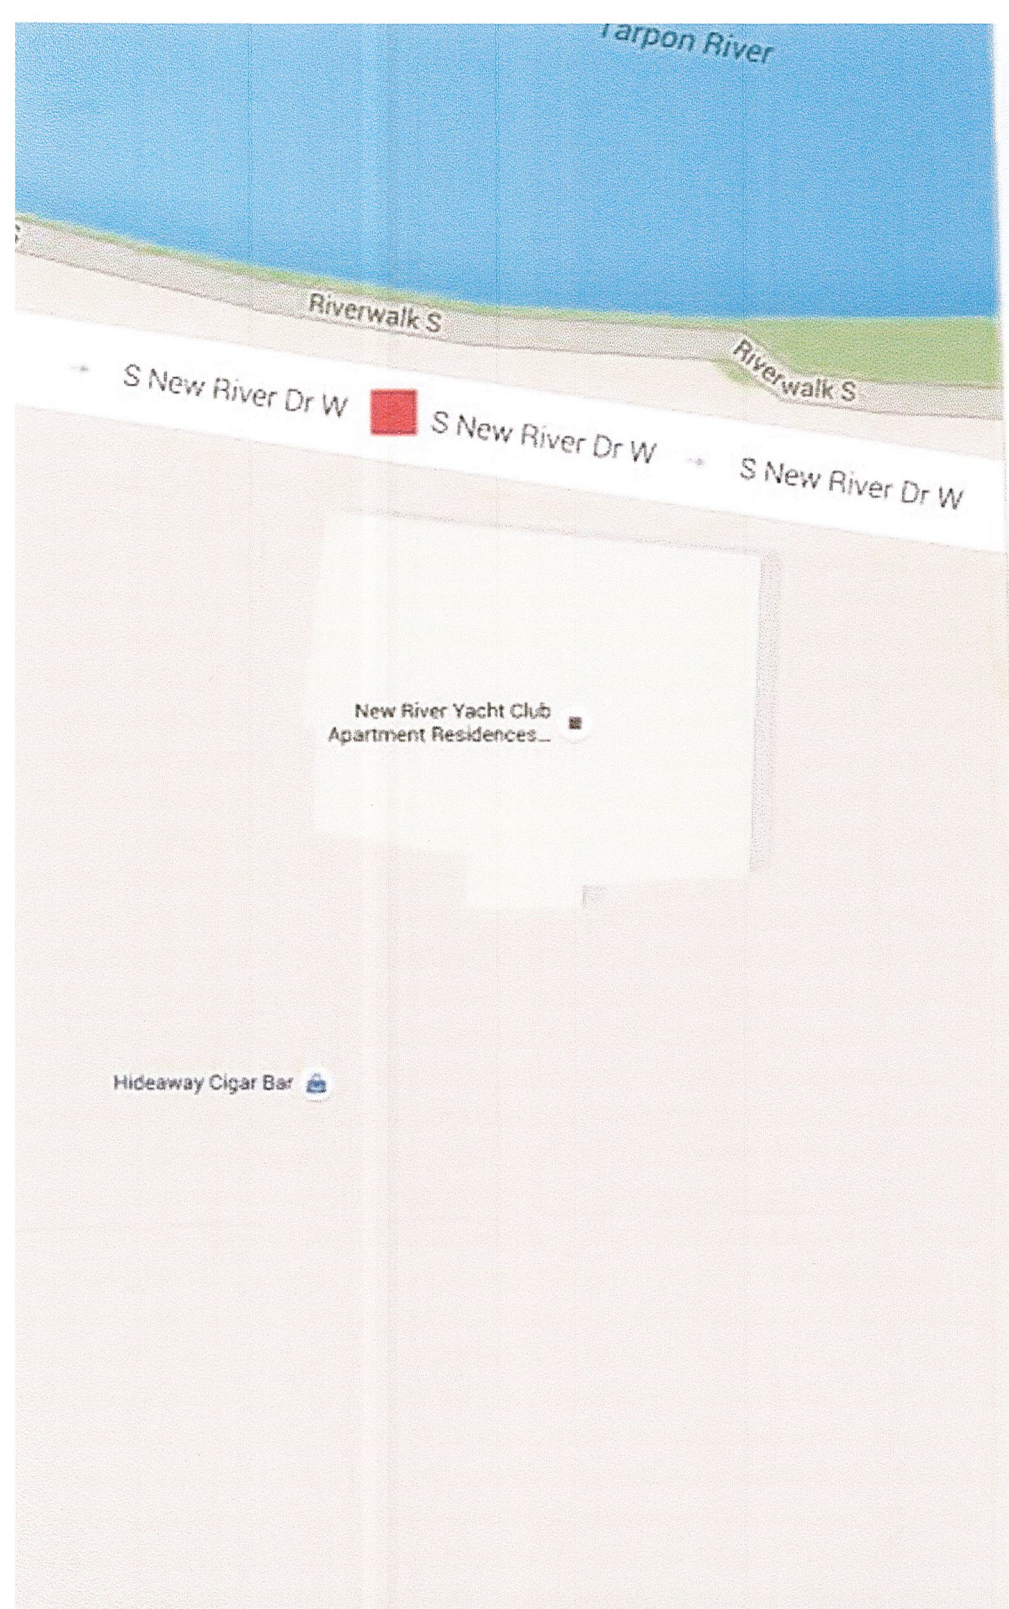 Tarpon River
S
Riverwalk S
Riverwalk S
S New River Dr W
S New River Dr W
S New River Dr W
New River Yacht Club
Apartment Residences...
Hideaway Cigar Bar